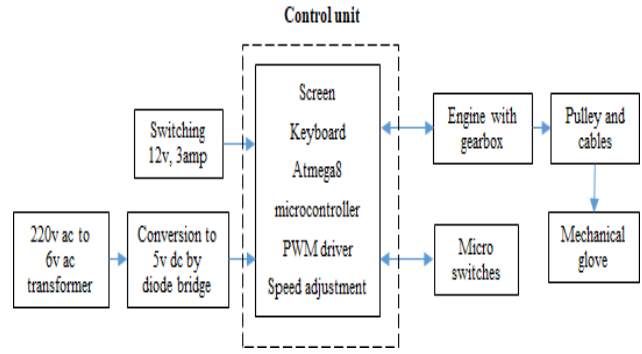 Control unit
Switching
12v, 3amp
220v ac to
6v ac
transformer
Conversion to
5v dc by
diode bridge
Screen
Keyboard
Atmega8
microcontroller
PWM driver
Speed adjustment
Engine with
gearbox
Pulley and
cables
Micro
switches
Mechanical
glove